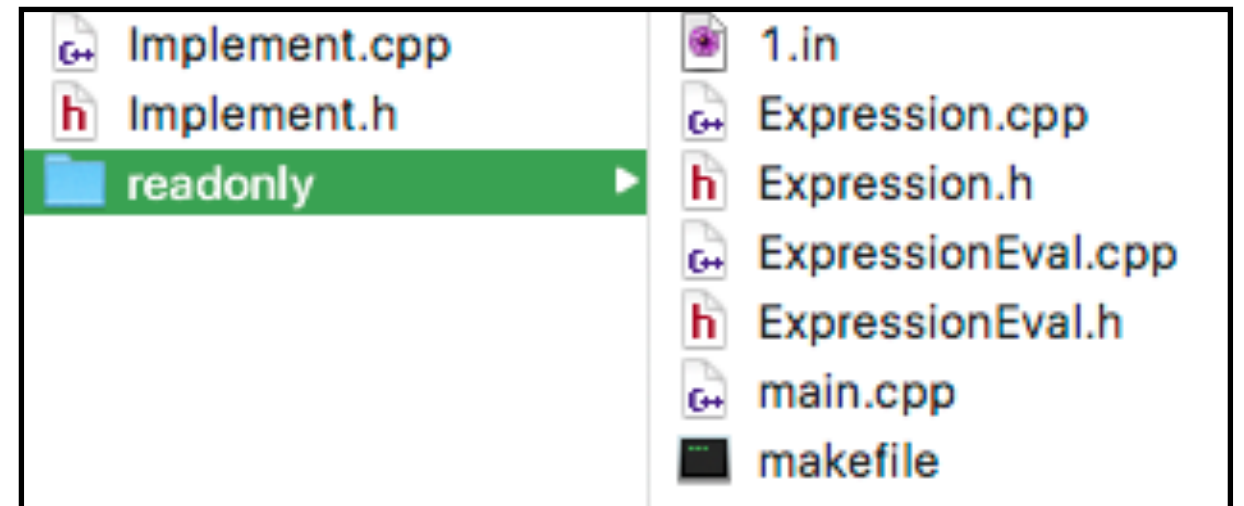 Implement.cpp
Implement.h
readonly
1.in
Expression.cpp
Expression.h
ExpressionEval.cpp
ExpressionEval.h
main.cpp
makefile